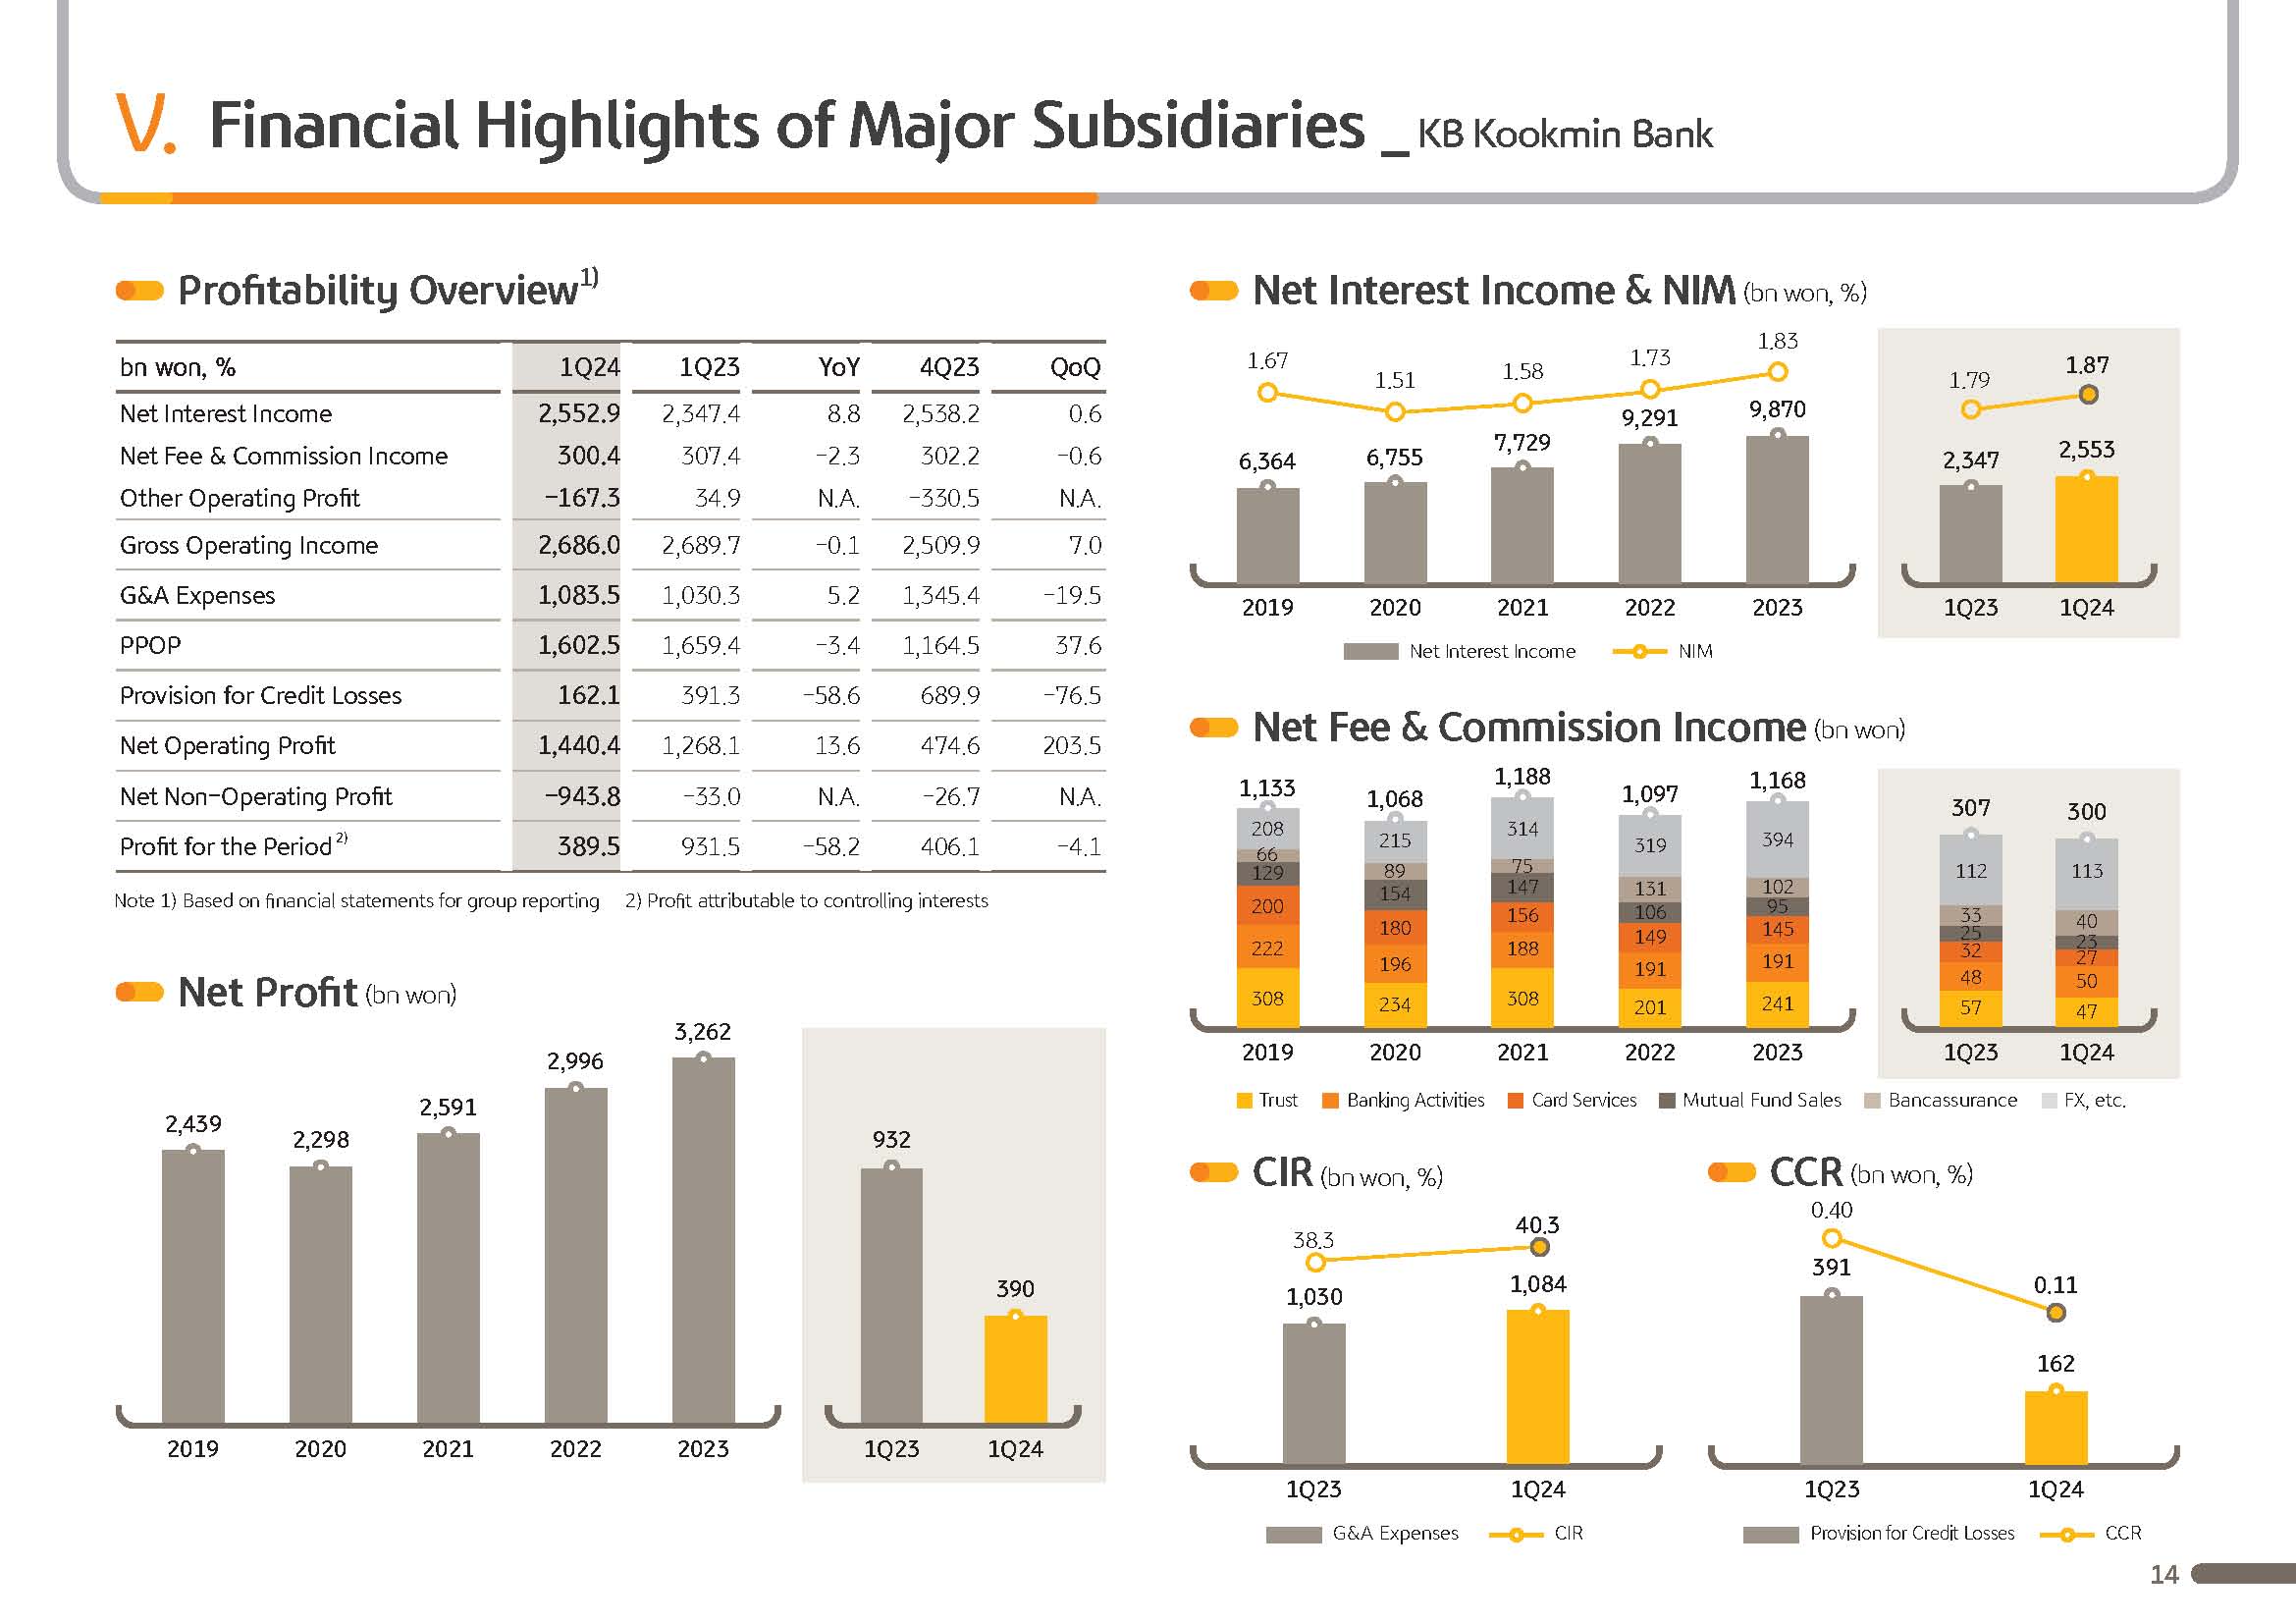 V. Financial Highlights of Major Subsidiaries _ KB Kookmin Bank
Profitability Overview1)
bn won, % 1Q24 1Q23 YoY 4Q23 QoQ
Net Interest Income 2,552.9 2,347.4 8.8 2,538.2 0.6
Net Fee & Commission Income 300.4 307.4 −2.3 302.2 −0.6
Other Operating Profit −167.3 34.9 N.A. −330.5 N.A.
Gross Operating Income 2,686.0 2,689.7 −0.1 2,509.9 7.0
G&A Expenses 1,083.5 1,030.3 5.2 1,345.4 −19.5
PPOP 1,602.5 1,659.4 −3.4 1,164.5 37.6
Provision for Credit Losses 162.1 391.3 −58.6 689.9 −76.5
Net Operating Profit 1,440.4 1,268.1 13.6 474.6 203.5
Net Non−Operating Profit −943.8 −33.0 N.A. −26.7 N.A.
Profit for the Period 2) 389.5 931.5 −58.2 406.1 −4.1
Note 1) Based on financial statements for group reporting 2) Profit attributable to controlling interests
Net Profit (bn won)
2,439 2,298 2,591 2,996 3,262 932 390
2019 2020 2021 2022 2023 1Q23 1Q24
Net Interest Income & NIM (bn won, %)
1.67 1.51 1.58 1.73 1.83 1.79 1.87
6,364 6,755 7,729 9,291 9,870 2,347 2,553
2019 2020 2021 2022 2023 1Q23 1Q24
Net Interest Income NIM
Net Fee & Commission Income (bn won)
1,133 1,068 1,188 1,097 1,168 307 300
208 215 314 319 394 112 113
66 89 75 131 102 33 40
129 154 147 106 95 25 23
200 180 156 149 145 32 27
222 196 188 191 191 48 50
308 234 308 201 241 57 47
2019 2020 2021 2022 2023 1Q23 1Q24
Trust Banking Activities Card Services Mutual Fund Sales Bancassurance FX, etc.
CIR (bn won, %)
38.3 40.3
1,030 1,084
1Q23 1Q24
G&A Expenses CIR
CCR (bn won, %)
0.40 0.11
391 162
1Q23 1Q24
Provision for Credit Losses CCR
14